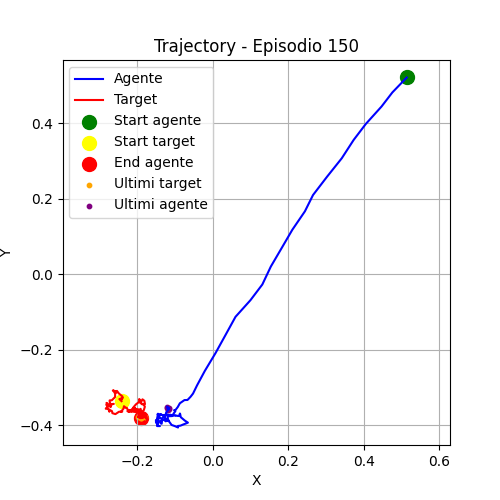 Trajectory - Episodio 150
Agente
Target
Start agente
Start target
End agente
Ultimi target
Ultimi agente
Y
0.4
0.2
0.0
−0.2
−0.4
−0.2 0.0 0.2 0.4 0.6
X